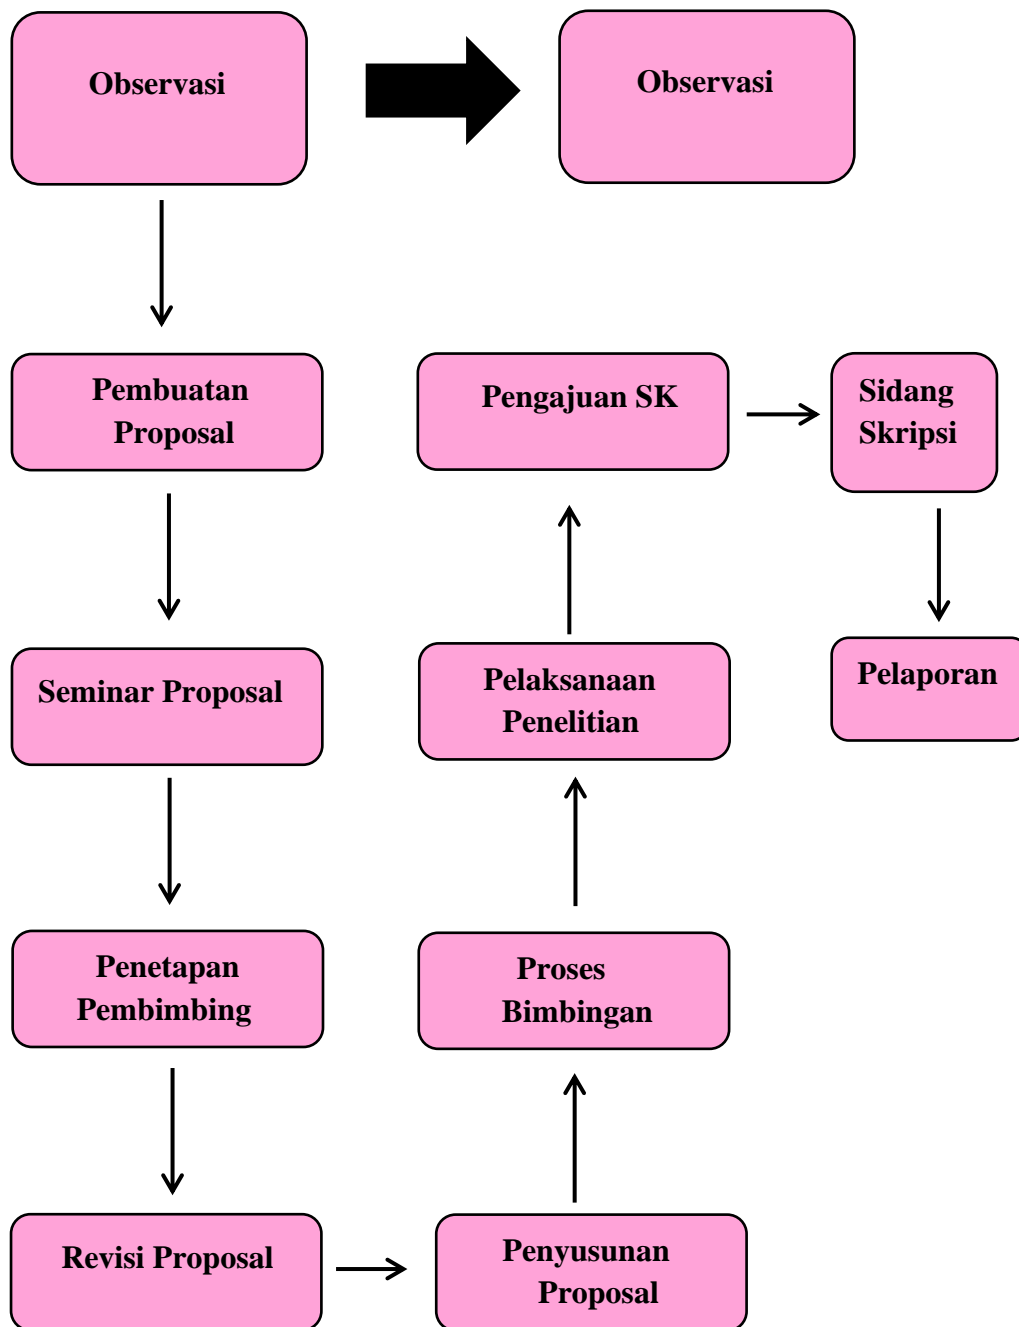 Observasi
Observasi
Pembuatan
Proposal
Pengajuan SK
Sidang
Skripsi
Seminar Proposal
Pelaksanaan
Penelitian
Pelaporan
Penetapan
Pembimbing
Proses
Bimbingan
Revisi Proposal
Penyusunan
Proposal